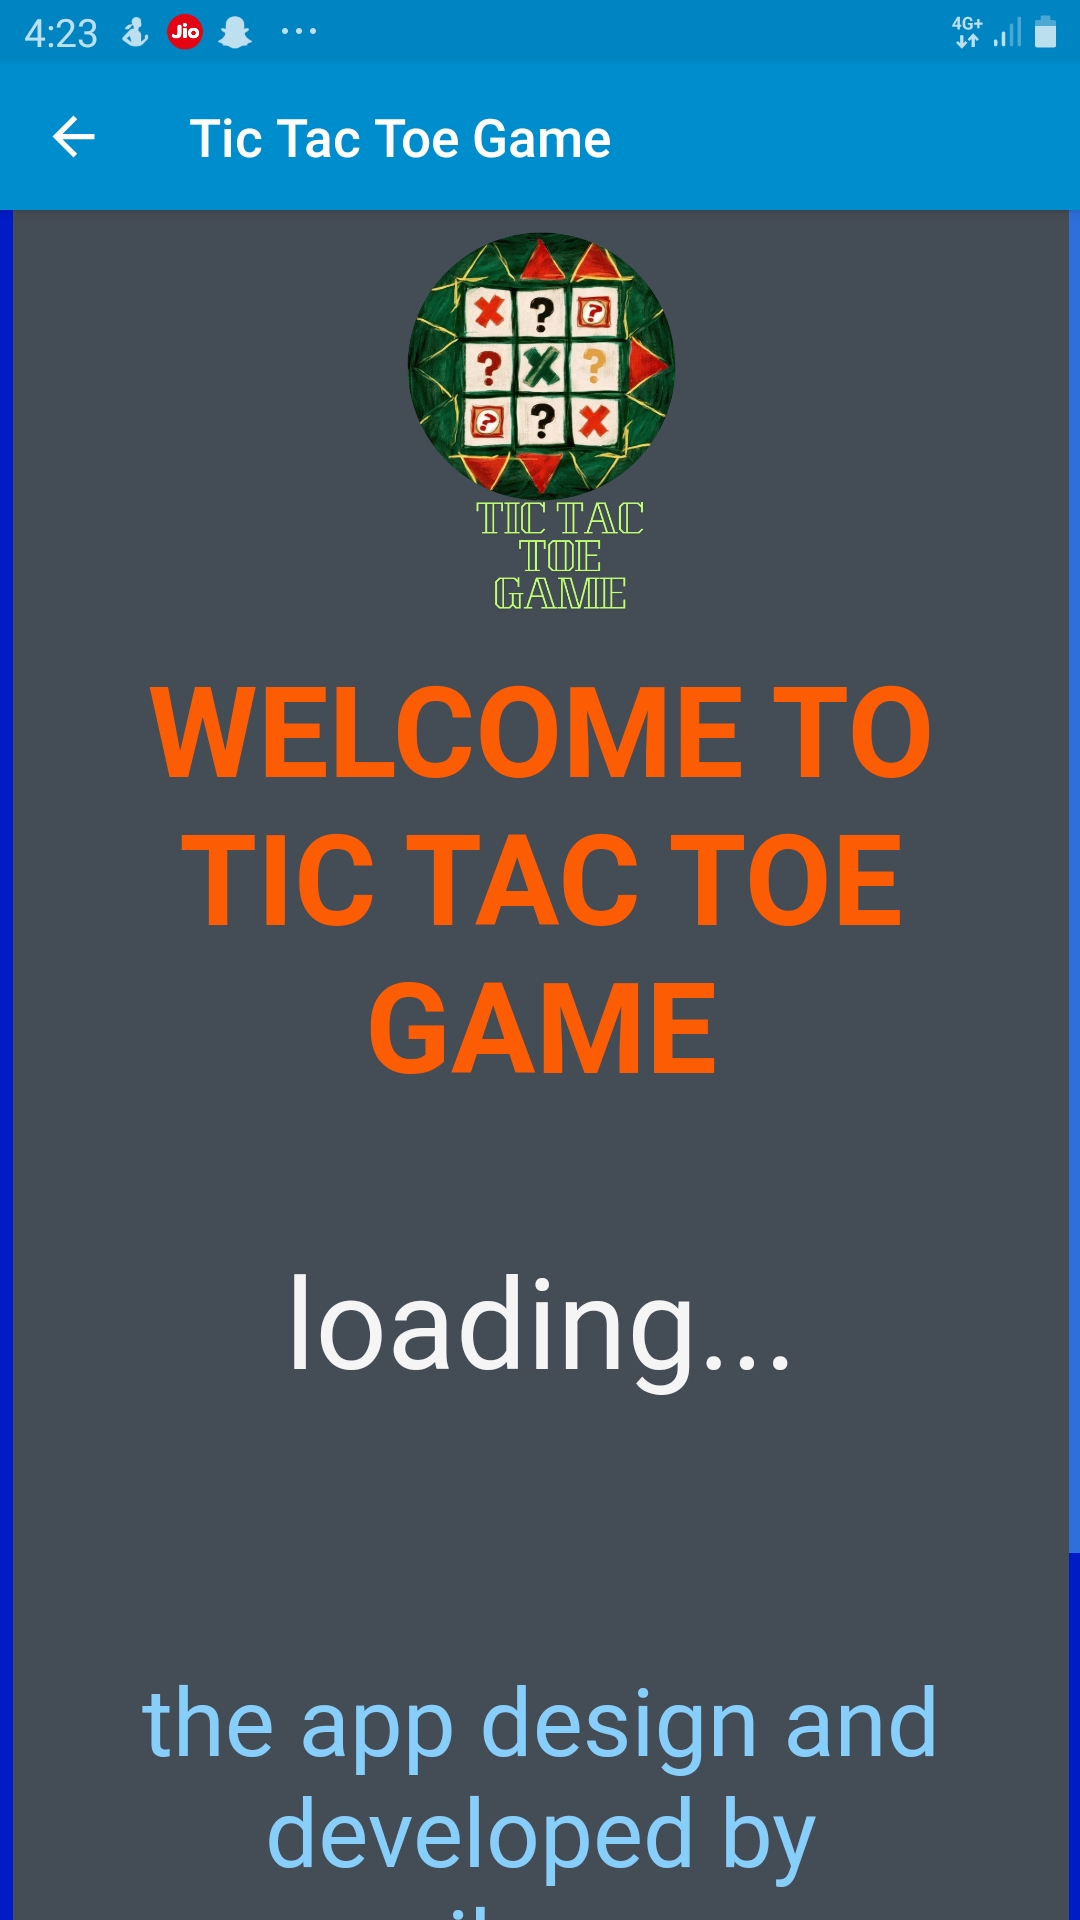 4:23
Jio
4G+
Tic Tac Toe Game
X ? ?
? X ?
? ? X
TIC TAC
TOE
GAME
WELCOME TO
TIC TAC TOE
GAME
loading...
the app design and
developed by